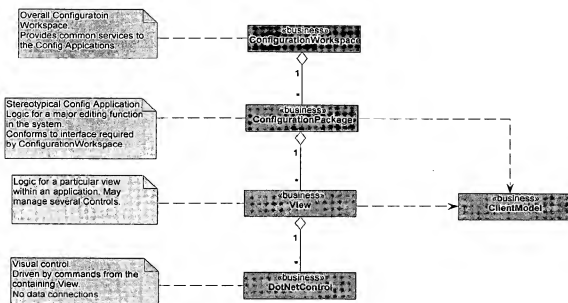 Overall Configuratoin
Workspace
Provides common services to
the Config Applications.
«business»
ConfigurationWorkspace
1
*
Stereotypical Config Application
Logic for a major editing function
in the system.
Conforms to interface required
by ConfigurationWorkspace
«business»
ConfigurationPackage
1
*
Logic for a particular view
within an application. May
manage several Controls.
«business»
View
«business»
ClientModel
1
*
Visual control
Driven by commands from the
containing View.
No data connections
«business»
DotNetControl